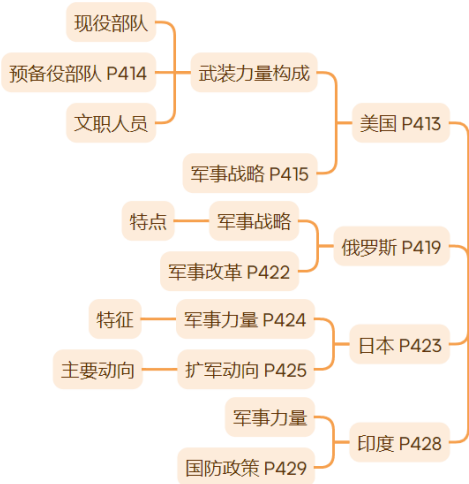 现役部队
预备役部队 P414
武装力量构成
文职人员
美国 P413
军事战略 P415
特点
军事战略
俄罗斯 P419
军事改革 P422
特征
军事力量 P424
日本 P423
主要动向
扩军动向 P425
军事力量
印度 P428
国防政策 P429